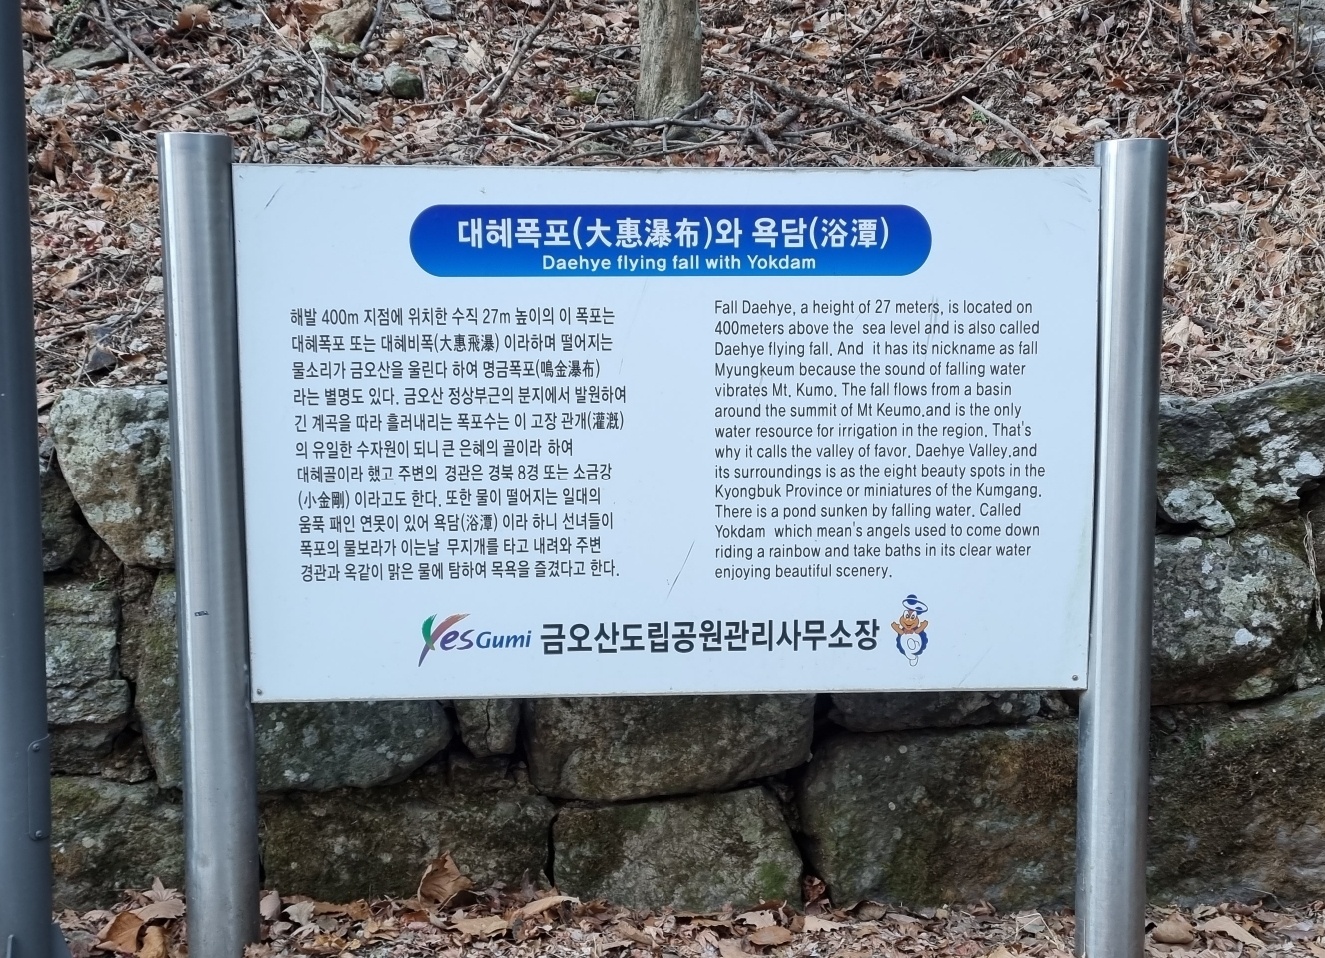 대혜폭포(大惠瀑布)와 욕담(浴潭)
Daehye flying fall with Yokdam
해발 400m 지점에 위치한 수직 27m 높이의 이 폭포는
대혜폭포 또는 대혜비폭(大惠飛瀑) 이라하며 떨어지는
물소리가 금오산을 울린다 하여 명금폭포(鳴金瀑布)
라는 별명도 있다. 금오산 정상부근의 분지에서 발원하여
긴 계곡을 따라 흘러내리는 폭포수는 이 고장 관개(灌漑)
의 유일한 수자원이 되니 큰 은혜의 골이라 하여
대혜골이라 했고 주변의 경관은 경북 8경 또는 소금강
(小金剛) 이라고도 한다. 또한 물이 떨어지는 일대의
움푹 패인 연못이 있어 욕담(浴潭) 이라 하니 선녀들이
폭포의 물보라가 이는날 무지개를 타고 내려와 주변
경관과 옥같이 맑은 물에 탐하여 목욕을 즐겼다고 한다.
Fall Daehye, a height of 27 meters, is located on
400meters above the sea level and is also called
Daehye flying fall. And it has its nickname as fall
Myungkeum because the sound of falling water
vibrates Mt. Kumo. The fall flows from a basin
around the summit of Mt Keumo.and is the only
water resource for irrigation in the region. That's
why it calls the valley of favor. Daehye Valley.and
its surroundings is as the eight beauty spots in the
Kyongbuk Province or miniatures of the Kumgang.
There is a pond sunken by falling water. Called
Yokdam which mean's angels used to come down
riding a rainbow and take baths in its clear water
enjoying beautiful scenery.
Yes Gumi 금오산도립공원관리사무소장